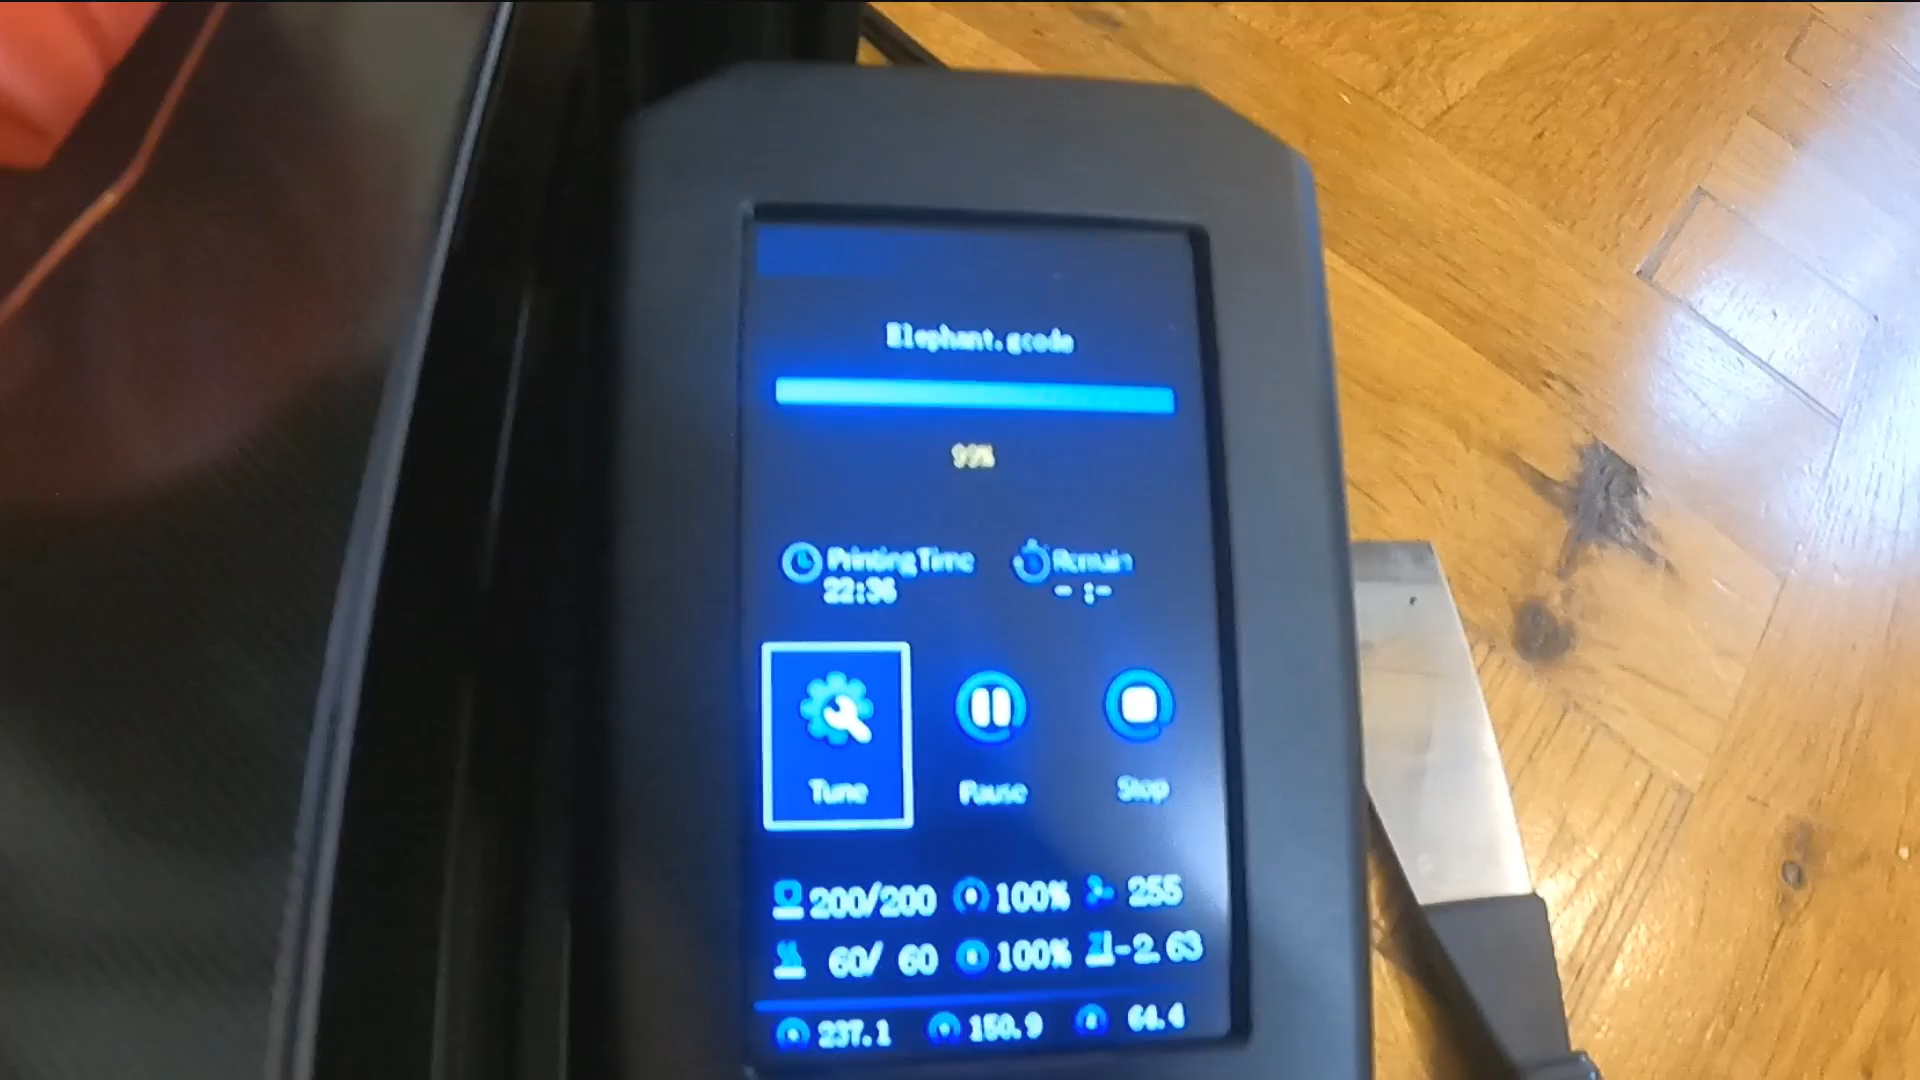 Elephant.gcode
99%
Printing Time Remain
22:36 - :-
Tune Pause Stop
200/200 100% 255
60/ 60 100% Z -2.63
X 237.1 Y 150.9 Z 64.4